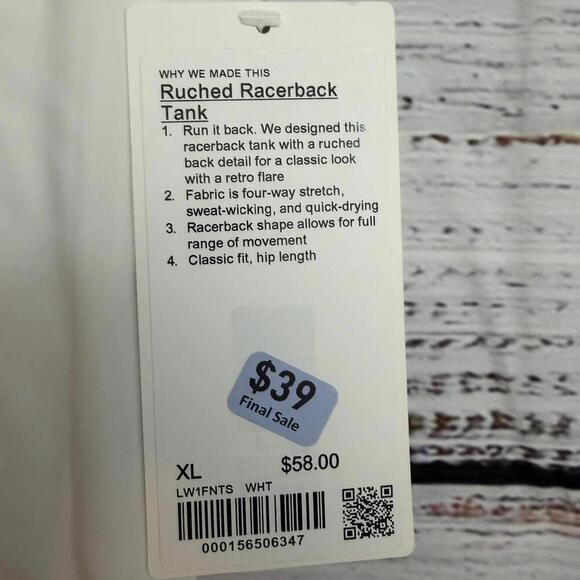 WHY WE MADE THIS
Ruched Racerback
Tank
1. Run it back. We designed this
racerback tank with a ruched
back detail for a classic look
with a retro flare
2. Fabric is four-way stretch,
sweat-wicking, and quick-drying
3. Racerback shape allows for full
range of movement
4. Classic fit, hip length
$39
Final Sale
XL $58.00
LW1FNTS WHT
000156506347